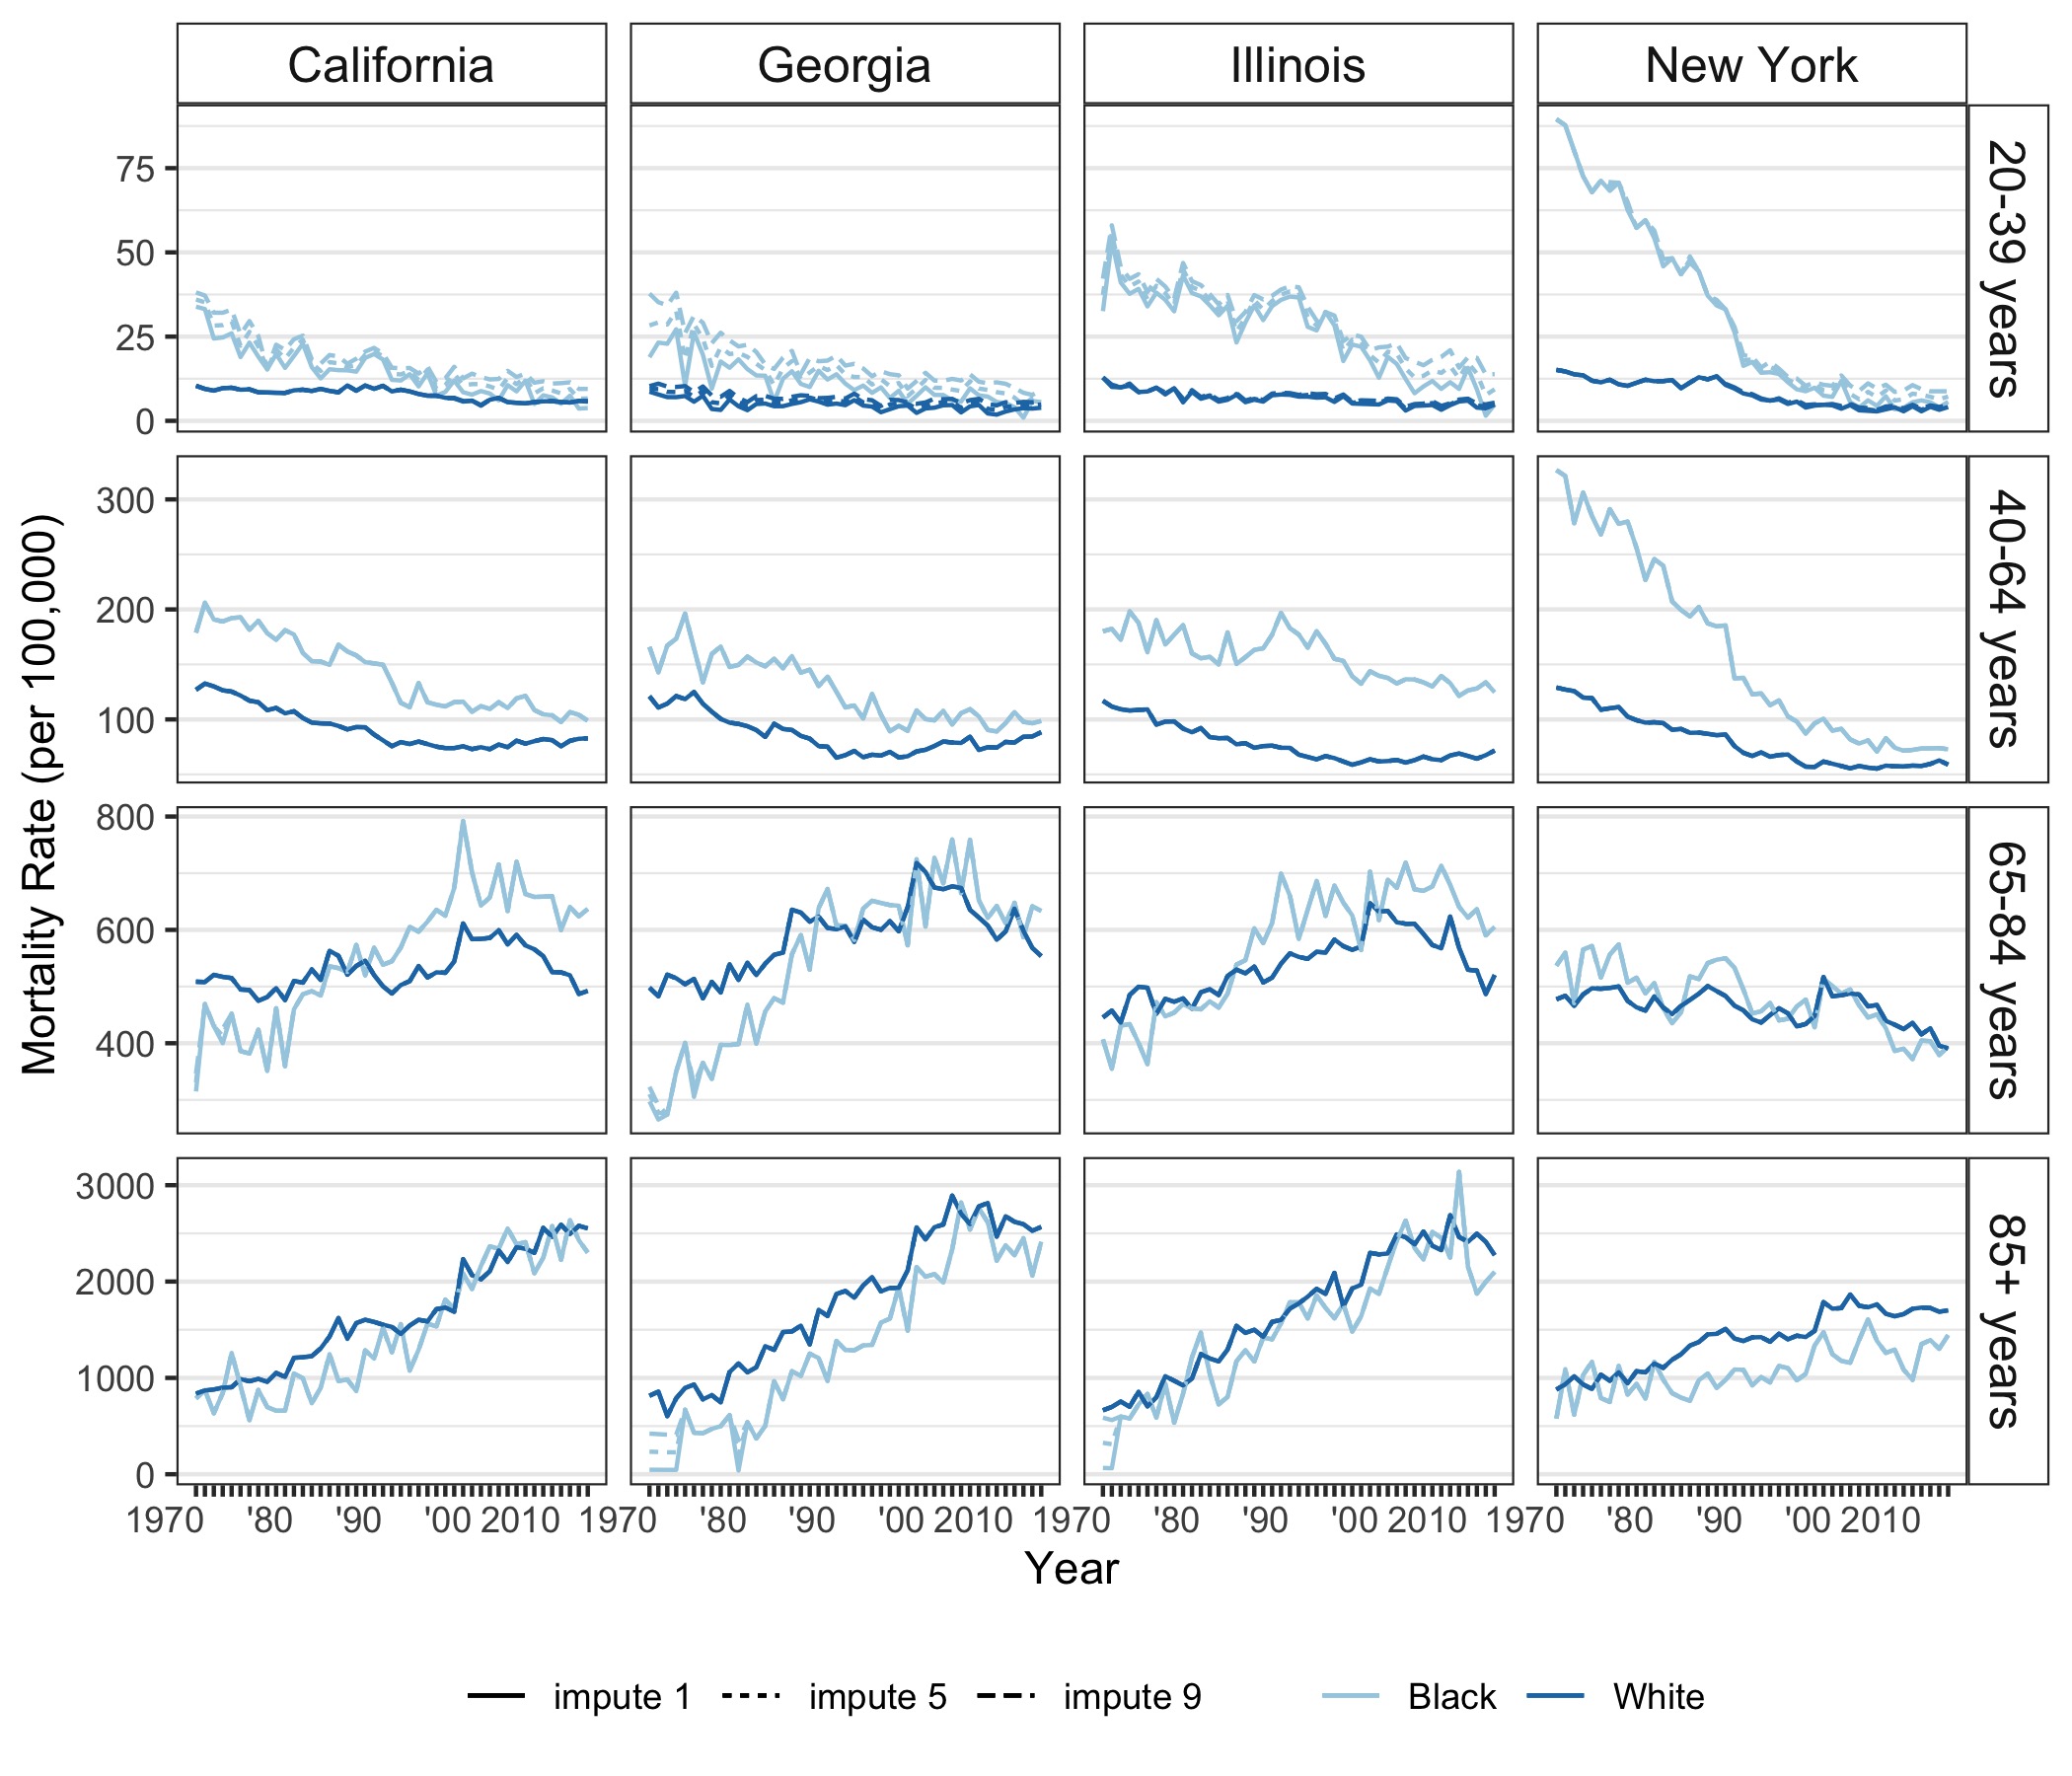 California Georgia Illinois New York
75
50
25
0
20-39 years
300
200
100
40-64 years
800
600
400
65-84 years
3000
2000
1000
0
85+ years
Mortality Rate (per 100,000)
1970 '80 '90 '00 2010 1970 '80 '90 '00 2010 1970 '80 '90 '00 2010 1970 '80 '90 '00 2010
Year
impute 1 impute 5 impute 9 Black White